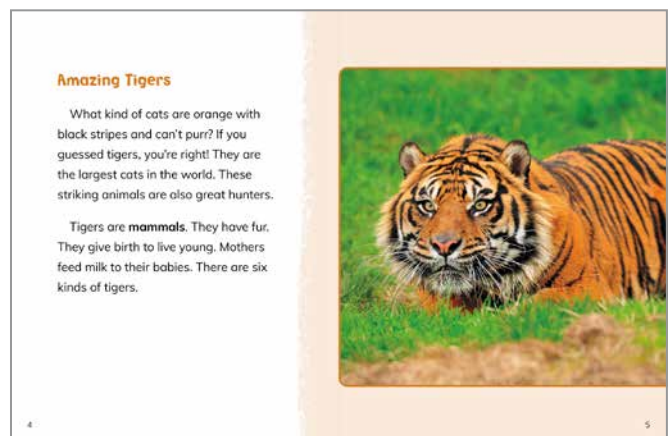 Amazing Tigers
What kind of cats are orange with
black stripes and can't purr? If you
guessed tigers, you're right! They are
the largest cats in the world. These
striking animals are also great hunters.
Tigers are mammals. They have fur.
They give birth to live young. Mothers
feed milk to their babies. There are six
kinds of tigers.
4
5